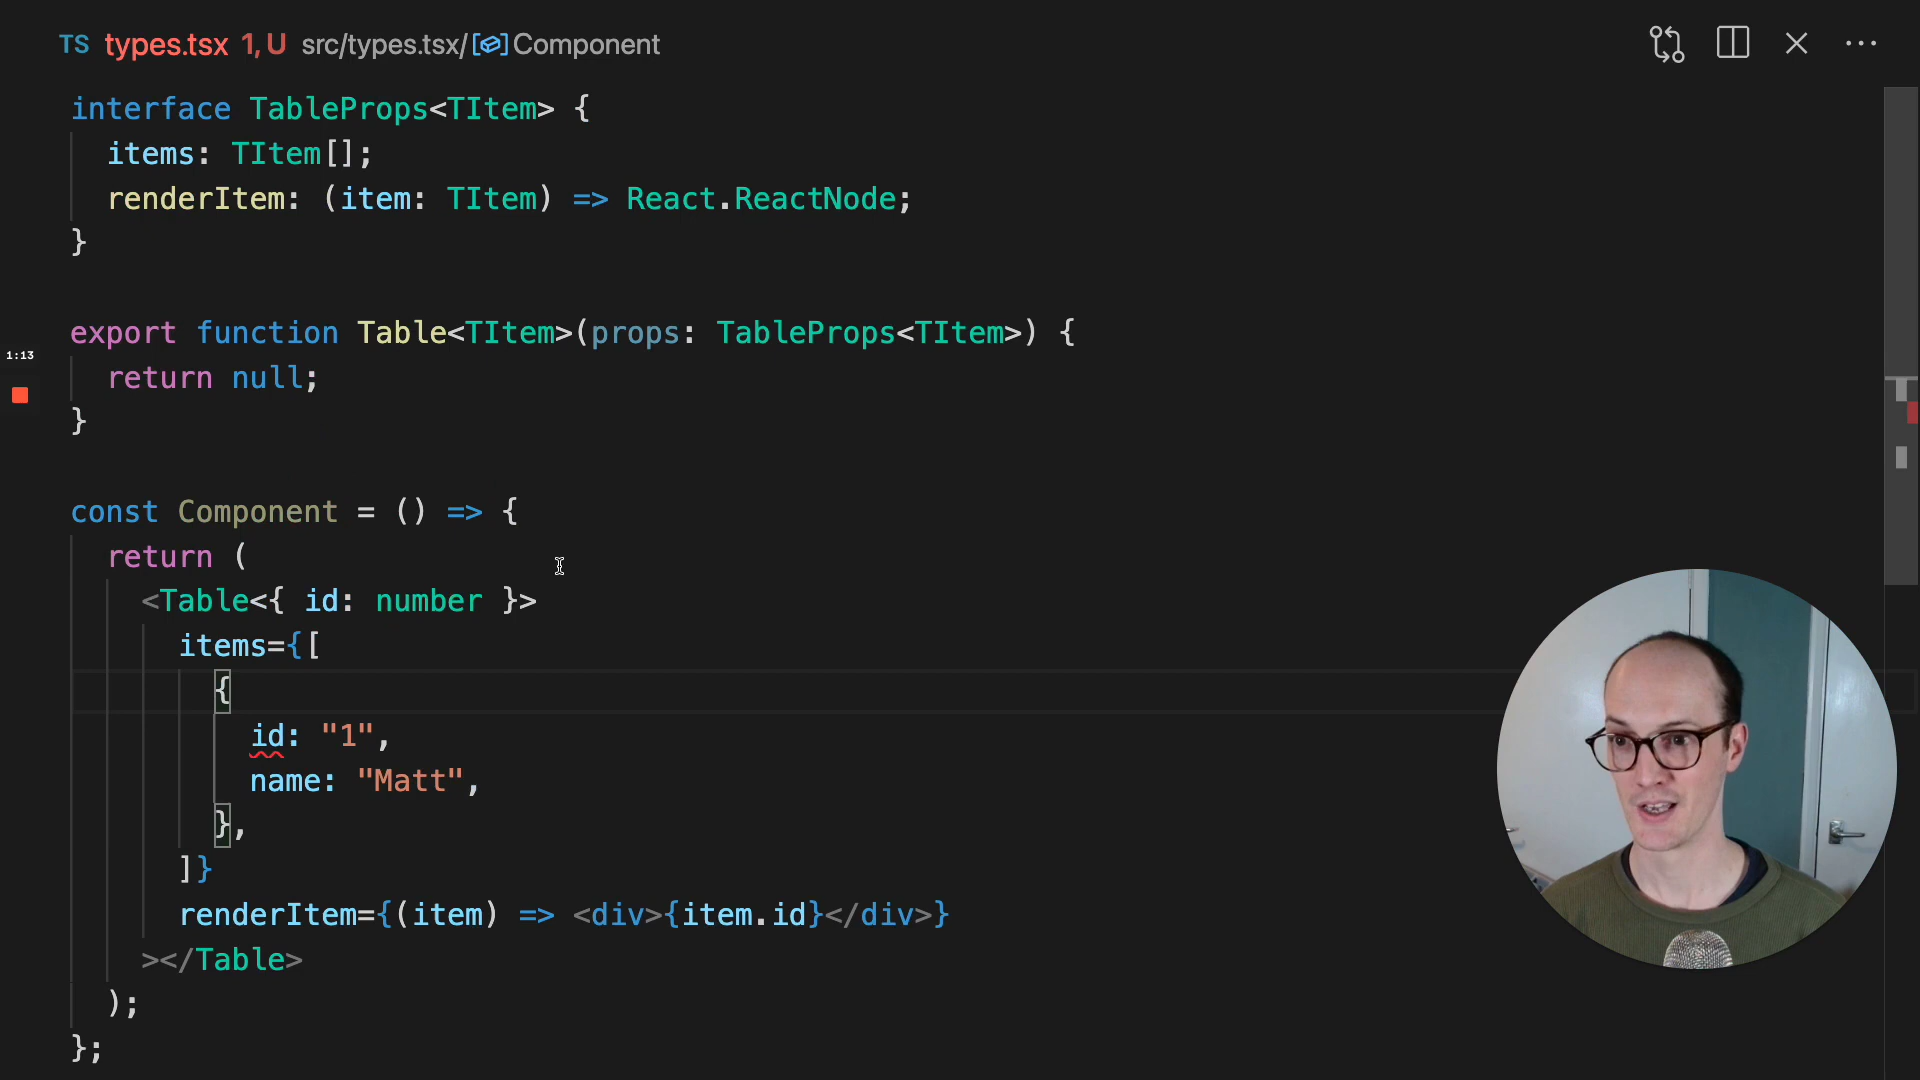 TS types.tsx 1, U src/types.tsx/Component
interface TableProps<TItem> {
items: TItem[];
renderItem: (item: TItem) => React.ReactNode;
}
export function Table<TItem>(props: TableProps<TItem>) {
1:13
return null;
}
const Component = () => {
return (
<Table<{ id: number }>
items={[
{
id: "1",
name: "Matt",
},
]}
renderItem={(item) => <div>{item.id}</div>}
></Table>
);
};